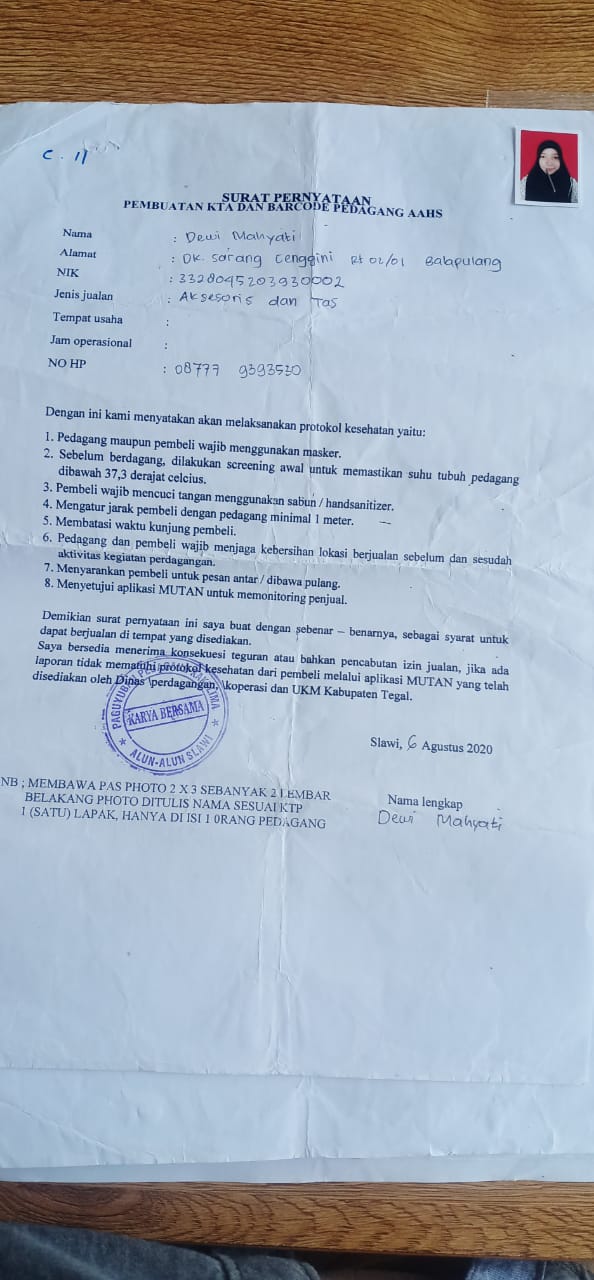 C. 11
SURAT PERNYATAAN
PEMBUATAN KTA DAN BARCODE PEDAGANG AAHS
Nama : Dewi Mahyati
Alamat : Dk. Sarang Cenggini Rt 02/01 Balapulang
NIK : 3328045203930002
Jenis jualan : Aksesoris dan Tas
Tempat usaha :
Jam operasional :
NO HP : 08777 9393530
Dengan ini kami menyatakan akan melaksanakan protokol kesehatan yaitu:
1. Pedagang maupun pembeli wajib menggunakan masker.
2. Sebelum berdagang, dilakukan screening awal untuk memastikan suhu tubuh pedagang
dibawah 37,3 derajat celcius.
3. Pembeli wajib mencuci tangan menggunakan sabun / handsanitizer.
4. Mengatur jarak pembeli dengan pedagang minimal 1 meter.
5. Membatasi waktu kunjung pembeli.
6. Pedagang dan pembeli wajib menjaga kebersihan lokasi berjualan sebelum dan sesudah
aktivitas kegiatan perdagangan.
7. Menyarankan pembeli untuk pesan antar / dibawa pulang.
8. Menyetujui aplikasi MUTAN untuk memonitoring penjual.
Demikian surat pernyataan ini saya buat dengan sebenar – benarnya, sebagai syarat untuk
dapat berjualan di tempat yang disediakan.
Saya bersedia menerima konsekuesi teguran atau bahkan pencabutan izin jualan, jika ada
laporan tidak mematuhi protokol kesehatan dari pembeli melalui aplikasi MUTAN yang telah
disediakan oleh Dinas \perdagangan, \koperasi dan UKM Kabupaten Tegal.
KARYA BERSAMA
ALUN-ALUN SLAWI
Slawi, 6 Agustus 2020
NB ; MEMBAWA PAS PHOTO 2 X 3 SEBANYAK 2 LEMBAR
BELAKANG PHOTO DITULIS NAMA SESUAI KTP
1 (SATU) LAPAK, HANYA DI ISI 1 0RANG PEDAGANG
Nama lengkap
Dewi Mahyati